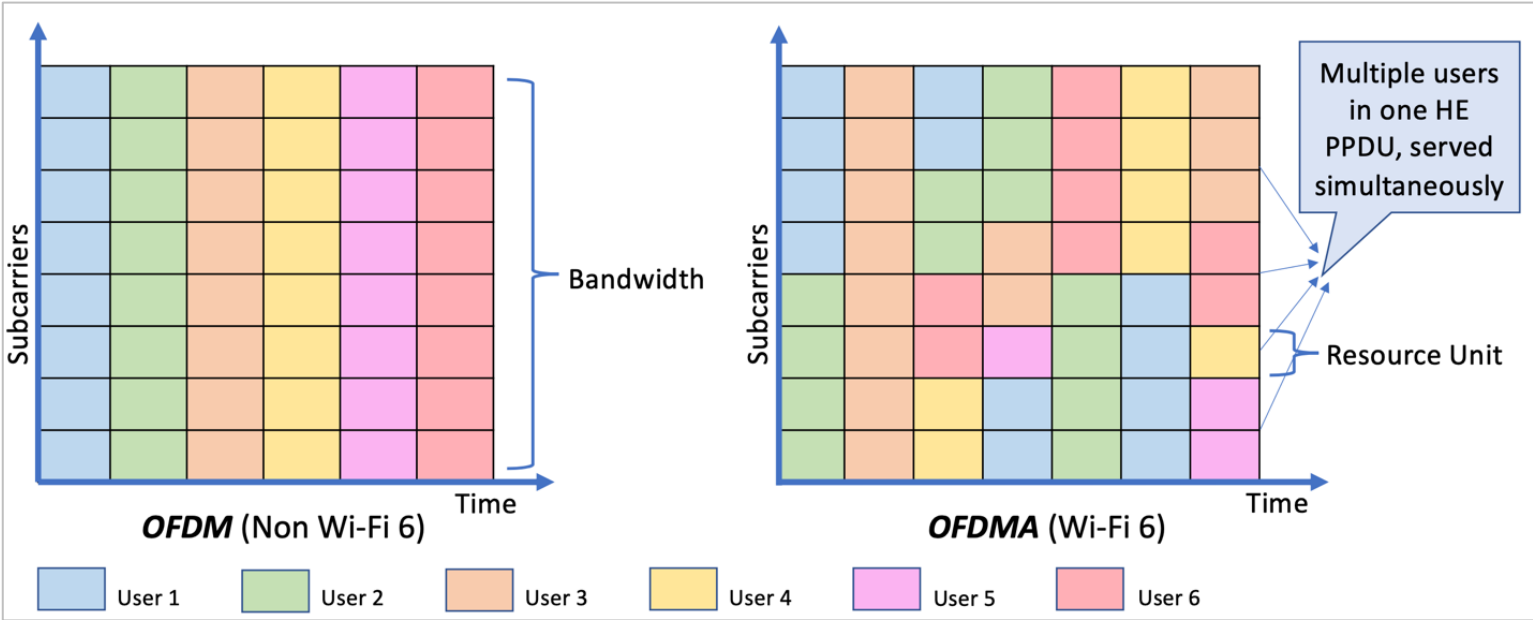 Subcarriers
Bandwidth
Time
OFDM (Non Wi-Fi 6)
Subcarriers
Multiple users
in one HE
PPDU, served
simultaneously
Resource Unit
Time
OFDMA (Wi-Fi 6)
User 1
User 2
User 3
User 4
User 5
User 6